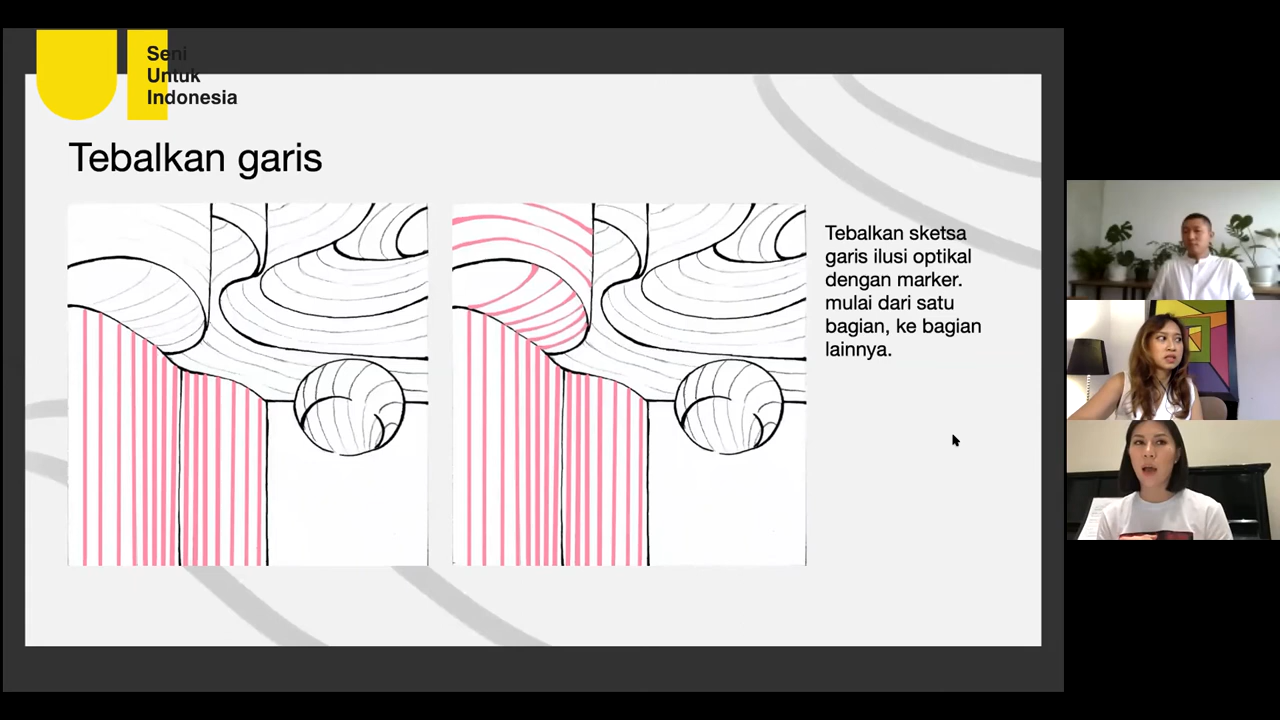 Seni
Untuk
Indonesia
Tebalkan garis
Tebalkan sketsa
garis ilusi optikal
dengan marker.
mulai dari satu
bagian, ke bagian
lainnya.